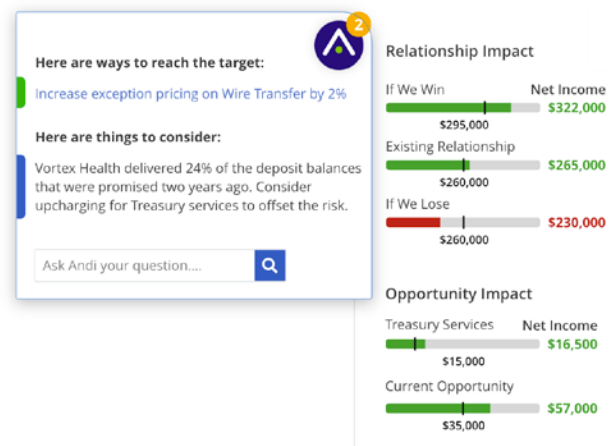 2
Here are ways to reach the target:
Increase exception pricing on Wire Transfer by 2%
Here are things to consider:
Vortex Health delivered 24% of the deposit balances
that were promised two years ago. Consider
upcharging for Treasury services to offset the risk.
Ask Andi your question....
Relationship Impact
If We Win Net Income
$322,000
$295,000
Existing Relationship
$265,000
$260,000
If We Lose
$230,000
$260,000
Opportunity Impact
Treasury Services Net Income
$16,500
$15,000
Current Opportunity
$57,000
$35,000